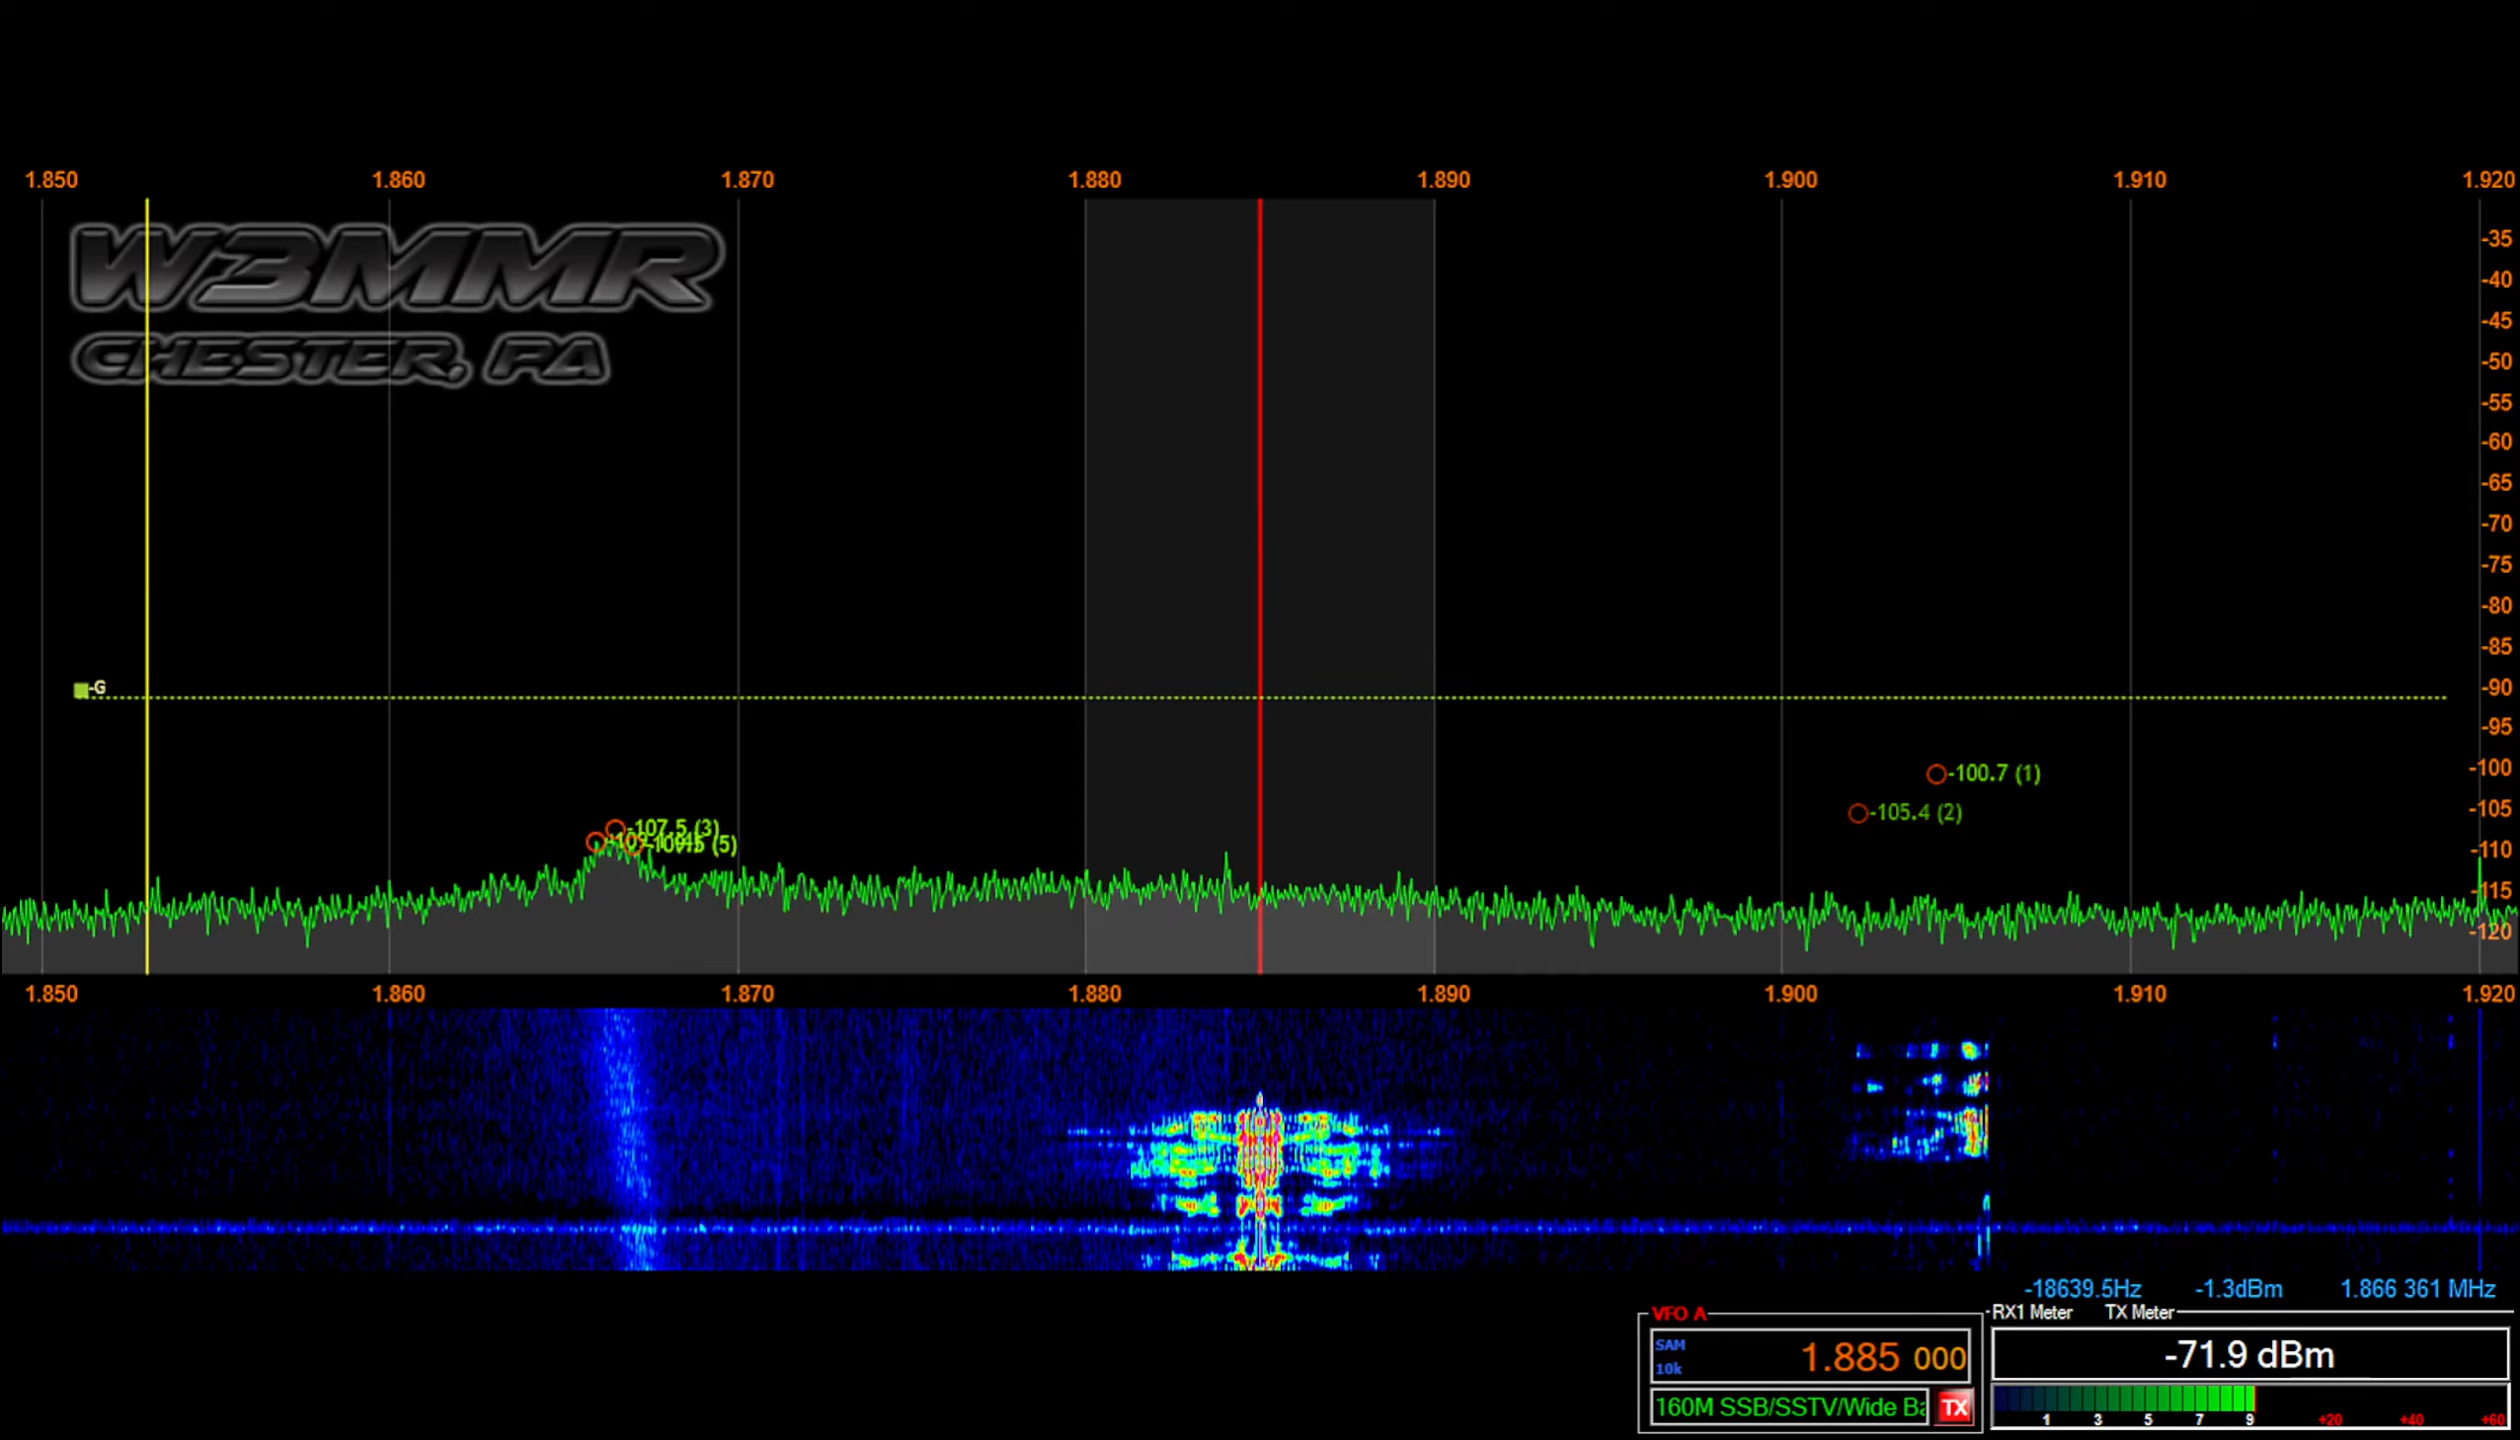 1.850 1.860 1.870 1.880 1.890 1.900 1.910 1.920
W3MMR
CHESTER, PA
-35
-40
-45
-50
-55
-60
-65
-70
-75
-80
-85
-G
-90
-95
-100
-100.7 (1)
-105
-105.4 (2)
-107.5 (3)
(5)
-110
-115
-120
1.850 1.860 1.870 1.880 1.890 1.900 1.910 1.920
-18639.5Hz -1.3dBm 1.866 361 MHz
VFO A
RX1 Meter TX Meter
SAM
10k
1.885 000
-71.9 dBm
160M SSB/SSTV/Wide Ba
TX
1 3 5 7 9 +20 +40 +60